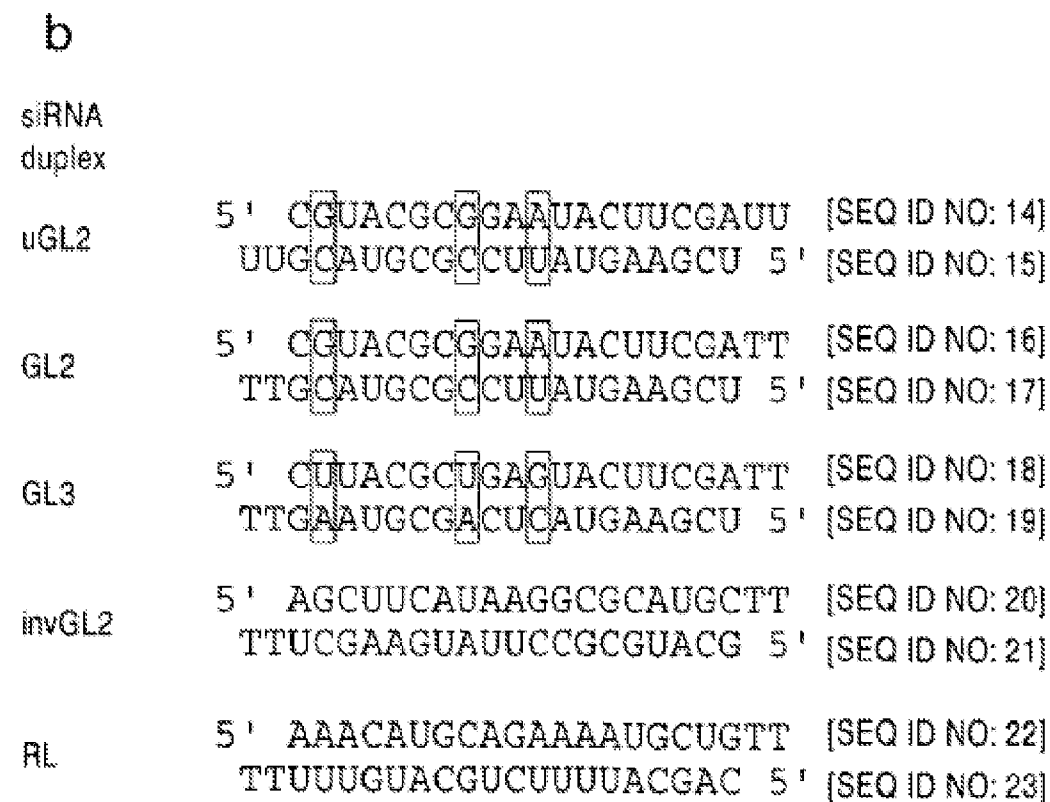 b
siRNA
duplex
uGL2
5' CGUACGCGGAAUACUUCGAUU [SEQ ID NO: 14]
UUGCAUGCGCCUUAUGAAGCU 5' [SEQ ID NO: 15]
GL2
5' CGUACGCGGAAUACUUCGATT [SEQ ID NO: 16]
TTGCAUGCGCCUUAUGAAGCU 5' [SEQ ID NO: 17]
GL3
5' CUUACGCUGAGUACUUCGATT [SEQ ID NO: 18]
TTGAAUGCGACUCAUGAAGCU 5' [SEQ ID NO: 19]
invGL2
5' AGCUUCAUAAGGCGCAUGCTT [SEQ ID NO: 20]
TTUCGAAGUAUUCCGCGUACG 5' [SEQ ID NO: 21]
RL
5' AAACAUGCAGAAAAUGCUGTT [SEQ ID NO: 22]
TTUUUGUACGUCUUUUACGAC 5' [SEQ ID NO: 23]